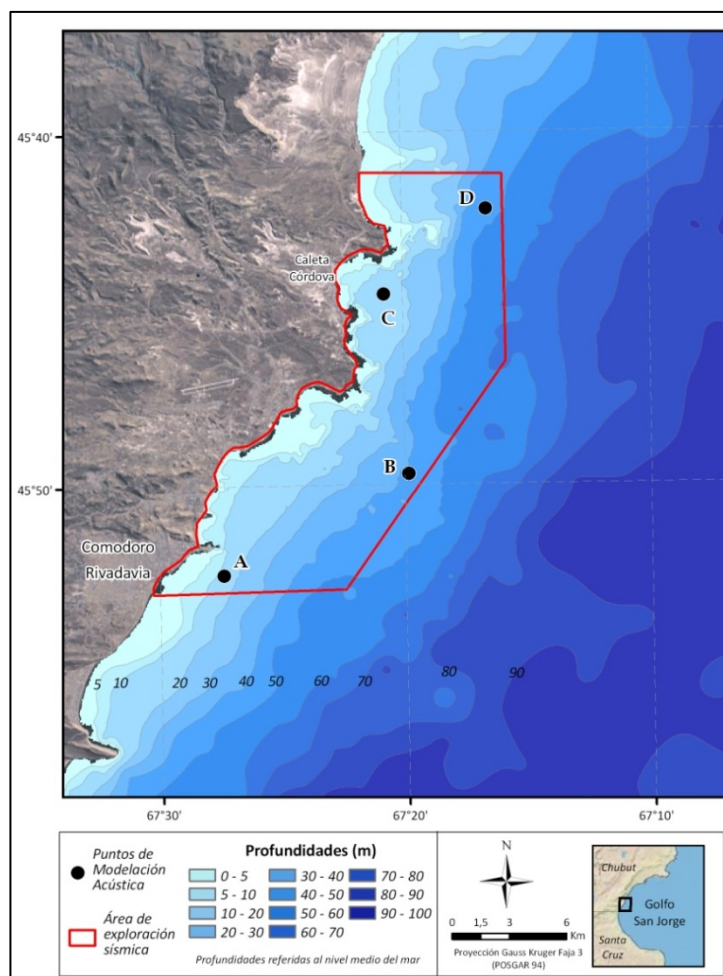 45°40'
D
Caleta
Córdova
C
B
45°50'
Comodoro
Rivadavia
A
5 10 20 30 40 50 60 70 80 90
67°30' 67°20' 67°10'
Puntos de
Modelación
Acústica
Área de
exploración
sísmica
Profundidades (m)
0 - 5
5 - 10
10 - 20
20 - 30
30 - 40
40 - 50
50 - 60
60 - 70
70 - 80
80 - 90
90 - 100
Profundidades referidas al nivel medio del mar
N
0 1,5 3 6
Km
Proyección Gauss Kruger Faja 3
(POSGAR 94)
Chubut
Golfo
San Jorge
Santa
Cruz